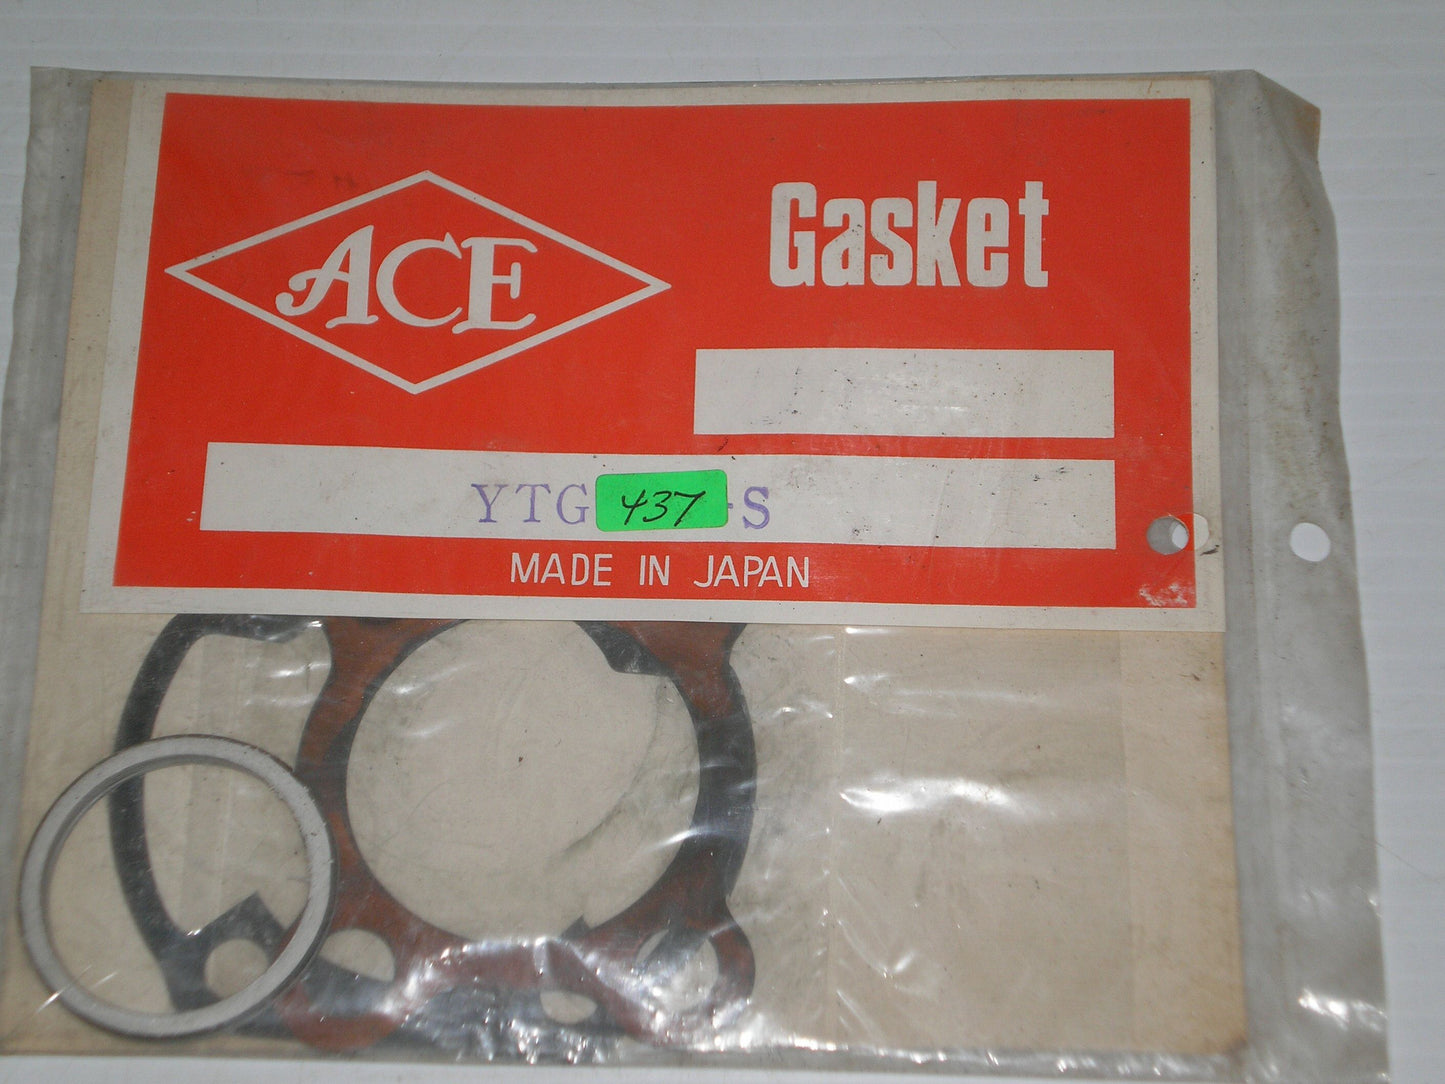 ACE
Gasket
YTG 437 -S
MADE IN JAPAN